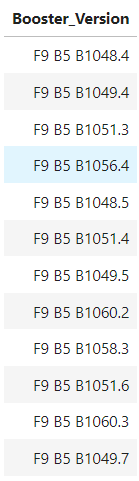 Booster_Version
F9 B5 B1048.4
F9 B5 B1049.4
F9 B5 B1051.3
F9 B5 B1056.4
F9 B5 B1048.5
F9 B5 B1051.4
F9 B5 B1049.5
F9 B5 B1060.2
F9 B5 B1058.3
F9 B5 B1051.6
F9 B5 B1060.3
F9 B5 B1049.7